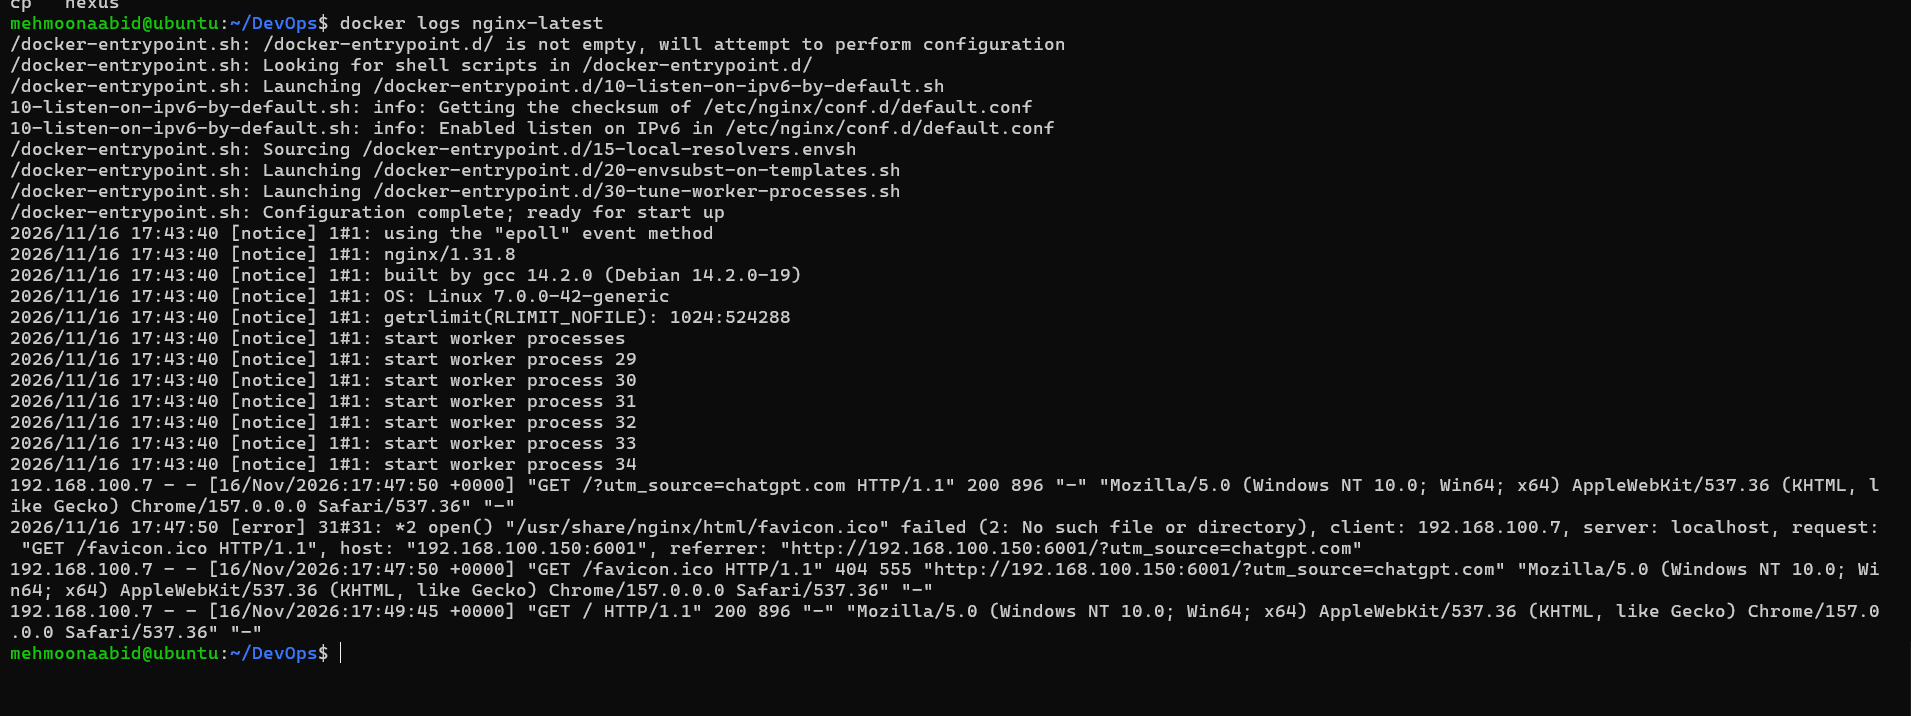 cp   nexus
mehmoonaabid@ubuntu:~/DevOps$ docker logs nginx-latest
/docker-entrypoint.sh: /docker-entrypoint.d/ is not empty, will attempt to perform configuration
/docker-entrypoint.sh: Looking for shell scripts in /docker-entrypoint.d/
/docker-entrypoint.sh: Launching /docker-entrypoint.d/10-listen-on-ipv6-by-default.sh
10-listen-on-ipv6-by-default.sh: info: Getting the checksum of /etc/nginx/conf.d/default.conf
10-listen-on-ipv6-by-default.sh: info: Enabled listen on IPv6 in /etc/nginx/conf.d/default.conf
/docker-entrypoint.sh: Sourcing /docker-entrypoint.d/15-local-resolvers.envsh
/docker-entrypoint.sh: Launching /docker-entrypoint.d/20-envsubst-on-templates.sh
/docker-entrypoint.sh: Launching /docker-entrypoint.d/30-tune-worker-processes.sh
/docker-entrypoint.sh: Configuration complete; ready for start up
2026/11/16 17:43:40 [notice] 1#1: using the "epoll" event method
2026/11/16 17:43:40 [notice] 1#1: nginx/1.31.8
2026/11/16 17:43:40 [notice] 1#1: built by gcc 14.2.0 (Debian 14.2.0-19)
2026/11/16 17:43:40 [notice] 1#1: OS: Linux 7.0.0-42-generic
2026/11/16 17:43:40 [notice] 1#1: getrlimit(RLIMIT_NOFILE): 1024:524288
2026/11/16 17:43:40 [notice] 1#1: start worker processes
2026/11/16 17:43:40 [notice] 1#1: start worker process 29
2026/11/16 17:43:40 [notice] 1#1: start worker process 30
2026/11/16 17:43:40 [notice] 1#1: start worker process 31
2026/11/16 17:43:40 [notice] 1#1: start worker process 32
2026/11/16 17:43:40 [notice] 1#1: start worker process 33
2026/11/16 17:43:40 [notice] 1#1: start worker process 34
192.168.100.7 - - [16/Nov/2026:17:47:50 +0000] "GET /?utm_source=chatgpt.com HTTP/1.1" 200 896 "-" "Mozilla/5.0 (Windows NT 10.0; Win64; x64) AppleWebKit/537.36 (KHTML, l
ike Gecko) Chrome/157.0.0.0 Safari/537.36" "-"
2026/11/16 17:47:50 [error] 31#31: *2 open() "/usr/share/nginx/html/favicon.ico" failed (2: No such file or directory), client: 192.168.100.7, server: localhost, request:
 "GET /favicon.ico HTTP/1.1", host: "192.168.100.150:6001", referrer: "http://192.168.100.150:6001/?utm_source=chatgpt.com"
192.168.100.7 - - [16/Nov/2026:17:47:50 +0000] "GET /favicon.ico HTTP/1.1" 404 555 "http://192.168.100.150:6001/?utm_source=chatgpt.com" "Mozilla/5.0 (Windows NT 10.0; Wi
n64; x64) AppleWebKit/537.36 (KHTML, like Gecko) Chrome/157.0.0.0 Safari/537.36" "-"
192.168.100.7 - - [16/Nov/2026:17:49:45 +0000] "GET / HTTP/1.1" 200 896 "-" "Mozilla/5.0 (Windows NT 10.0; Win64; x64) AppleWebKit/537.36 (KHTML, like Gecko) Chrome/157.0
.0.0 Safari/537.36" "-"
mehmoonaabid@ubuntu:~/DevOps$